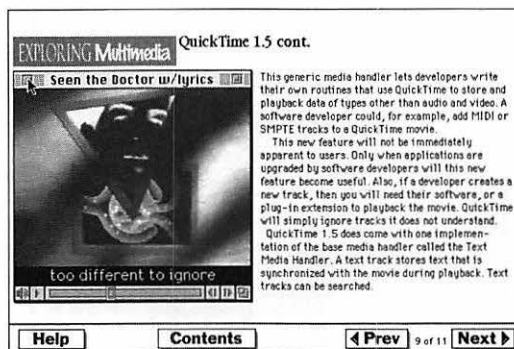 EXPLORING Multimedia
QuickTime 1.5 cont.
Seen the Doctor w/lyrics
too different to ignore
This generic media handler lets developers write
their own routines that use QuickTime to store and
playback data of types other than audio and video. A
software developer could, for example, add MIDI or
SMPTE tracks to a QuickTime movie.
This new feature will not be immediately
apparent to users. Only when applications are
upgraded by software developers will this new
feature become useful. Also, if a developer creates a
new track, then you will need their software, or a
plug-in extension to playback the movie. QuickTime
will simply ignore tracks it does not understand.
QuickTime 1.5 does come with one implemen-
tation of the base media handler called the Text
Media Handler. A text track stores text that is
synchronized with the movie during playback. Text
tracks can be searched.
Help
Contents
Prev
9 of 11
Next